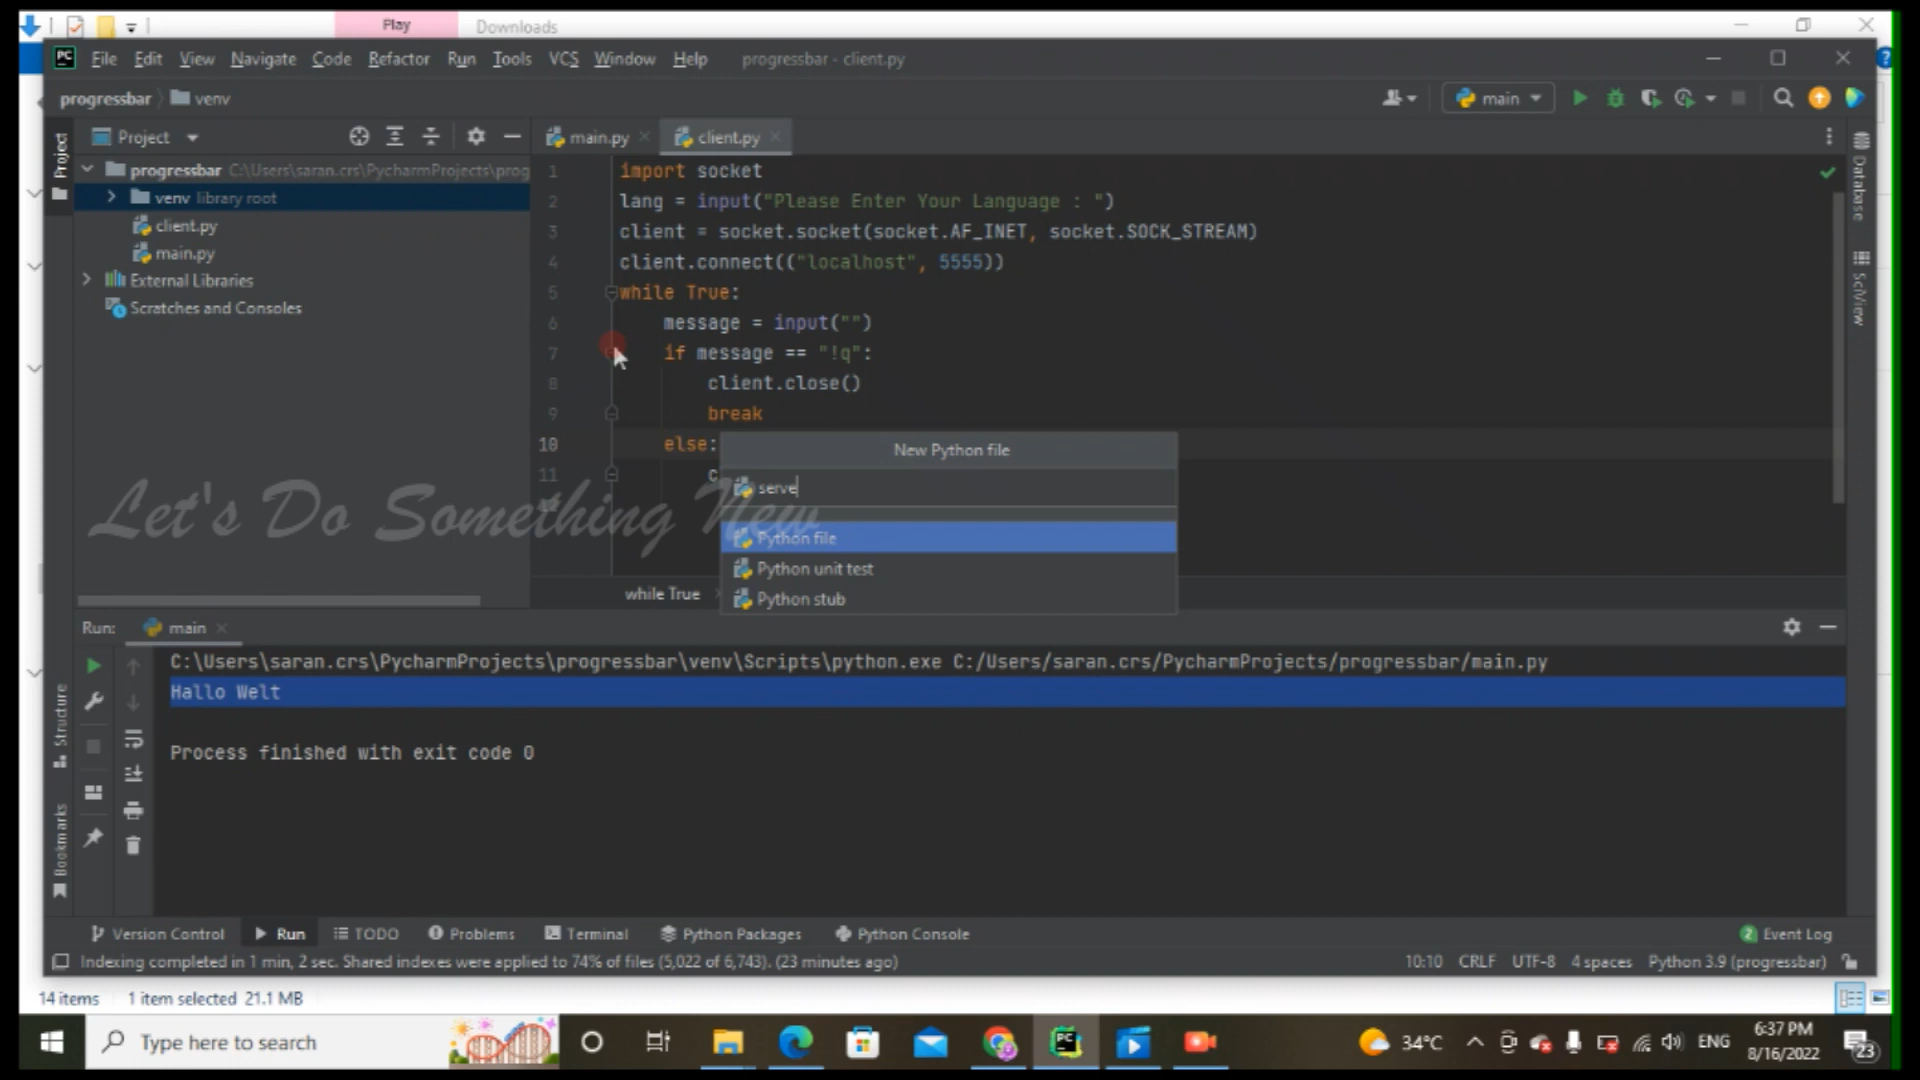 Play
Downloads
File Edit View Navigate Code Refactor Run Tools VCS Window Help progressbar - client.py
progressbar venv
main
Project
main.py
client.py
Project
progressbar C:\Users\saran.crs\PycharmProjects\prog
venv library root
client.py
main.py
External Libraries
Scratches and Consoles
1 import socket
2 lang = input("Please Enter Your Language : ")
3 client = socket.socket(socket.AF_INET, socket.SOCK_STREAM)
4 client.connect(("localhost", 5555))
5 while True:
6 message = input("")
7 if message == "!q":
8 client.close()
9 break
10 else:
11 c
while True
New Python file
serve
Python file
Python unit test
Python stub
Let's Do Something New
Database
SciView
Run: main
C:\Users\saran.crs\PycharmProjects\progressbar\venv\Scripts\python.exe C:/Users/saran.crs/PycharmProjects/progressbar/main.py
Hallo Welt
Process finished with exit code 0
Structure
Bookmarks
Version Control Run TODO Problems Terminal Python Packages Python Console 2 Event Log
Indexing completed in 1 min, 2 sec. Shared indexes were applied to 74% of files (5,022 of 6,743). (23 minutes ago) 10:10 CRLF UTF-8 4 spaces Python 3.9 (progressbar)
14 items 1 item selected 21.1 MB
Type here to search
34°C
ENG
6:37 PM
8/16/2022
23